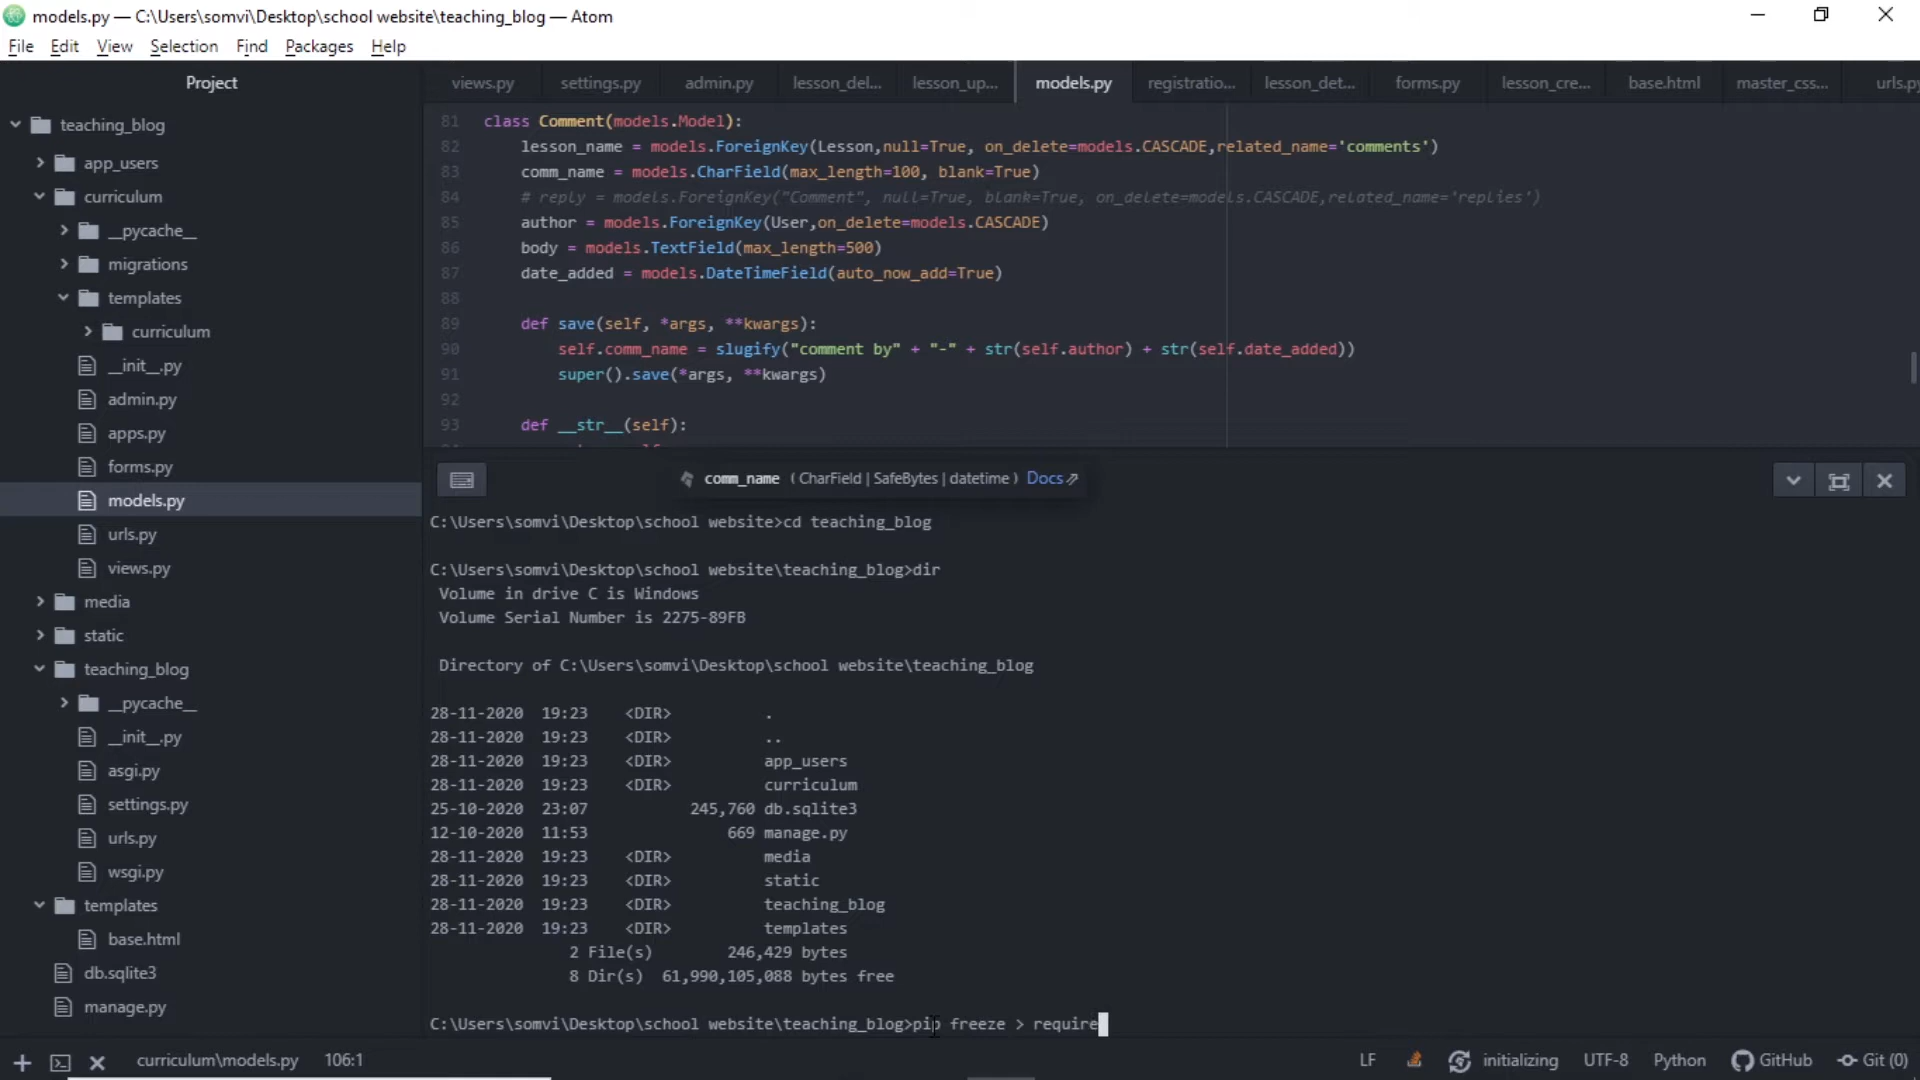 models.py — C:\Users\somvi\Desktop\school website\teaching_blog — Atom
File Edit View Selection Find Packages Help
Project
views.py settings.py admin.py lesson_del... lesson_up... models.py registratio... lesson_det... forms.py lesson_cre... base.html master_css... urls.py
teaching_blog
app_users
curriculum
__pycache__
migrations
templates
curriculum
__init__.py
admin.py
apps.py
forms.py
models.py
urls.py
views.py
media
static
teaching_blog
__pycache__
__init__.py
asgi.py
settings.py
urls.py
wsgi.py
templates
base.html
db.sqlite3
manage.py
81 class Comment(models.Model):
82 lesson_name = models.ForeignKey(Lesson,null=True, on_delete=models.CASCADE,related_name='comments')
83 comm_name = models.CharField(max_length=100, blank=True)
84 # reply = models.ForeignKey("Comment", null=True, blank=True, on_delete=models.CASCADE,related_name='replies')
85 author = models.ForeignKey(User,on_delete=models.CASCADE)
86 body = models.TextField(max_length=500)
87 date_added = models.DateTimeField(auto_now_add=True)
88
89 def save(self, *args, **kwargs):
90 self.comm_name = slugify("comment by" + "-" + str(self.author) + str(self.date_added))
91 super().save(*args, **kwargs)
92
93 def __str__(self):
comm_name ( CharField | SafeBytes | datetime ) Docs
C:\Users\somvi\Desktop\school website>cd teaching_blog
C:\Users\somvi\Desktop\school website\teaching_blog>dir
Volume in drive C is Windows
Volume Serial Number is 2275-89FB
Directory of C:\Users\somvi\Desktop\school website\teaching_blog
28-11-2020 19:23 <DIR> .
28-11-2020 19:23 <DIR> ..
28-11-2020 19:23 <DIR> app_users
28-11-2020 19:23 <DIR> curriculum
25-10-2020 23:07 245,760 db.sqlite3
12-10-2020 11:53 669 manage.py
28-11-2020 19:23 <DIR> media
28-11-2020 19:23 <DIR> static
28-11-2020 19:23 <DIR> teaching_blog
28-11-2020 19:23 <DIR> templates
2 File(s) 246,429 bytes
8 Dir(s) 61,990,105,088 bytes free
C:\Users\somvi\Desktop\school website\teaching_blog>pip freeze > require
curriculum\models.py 106:1 LF initializing UTF-8 Python GitHub Git (0)